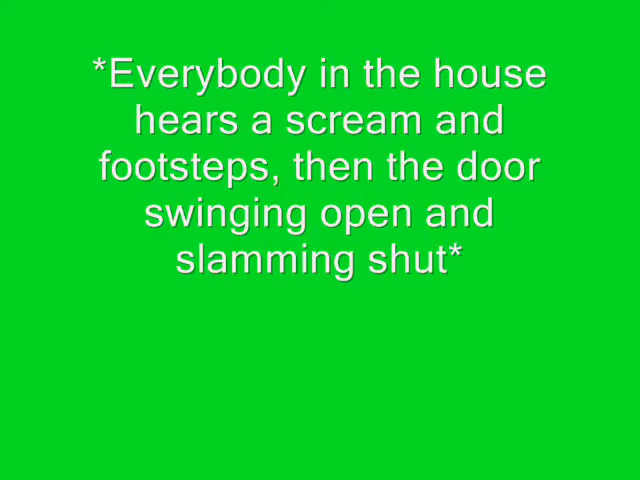 *Everybody in the house
hears a scream and
footsteps, then the door
swinging open and
slamming shut*